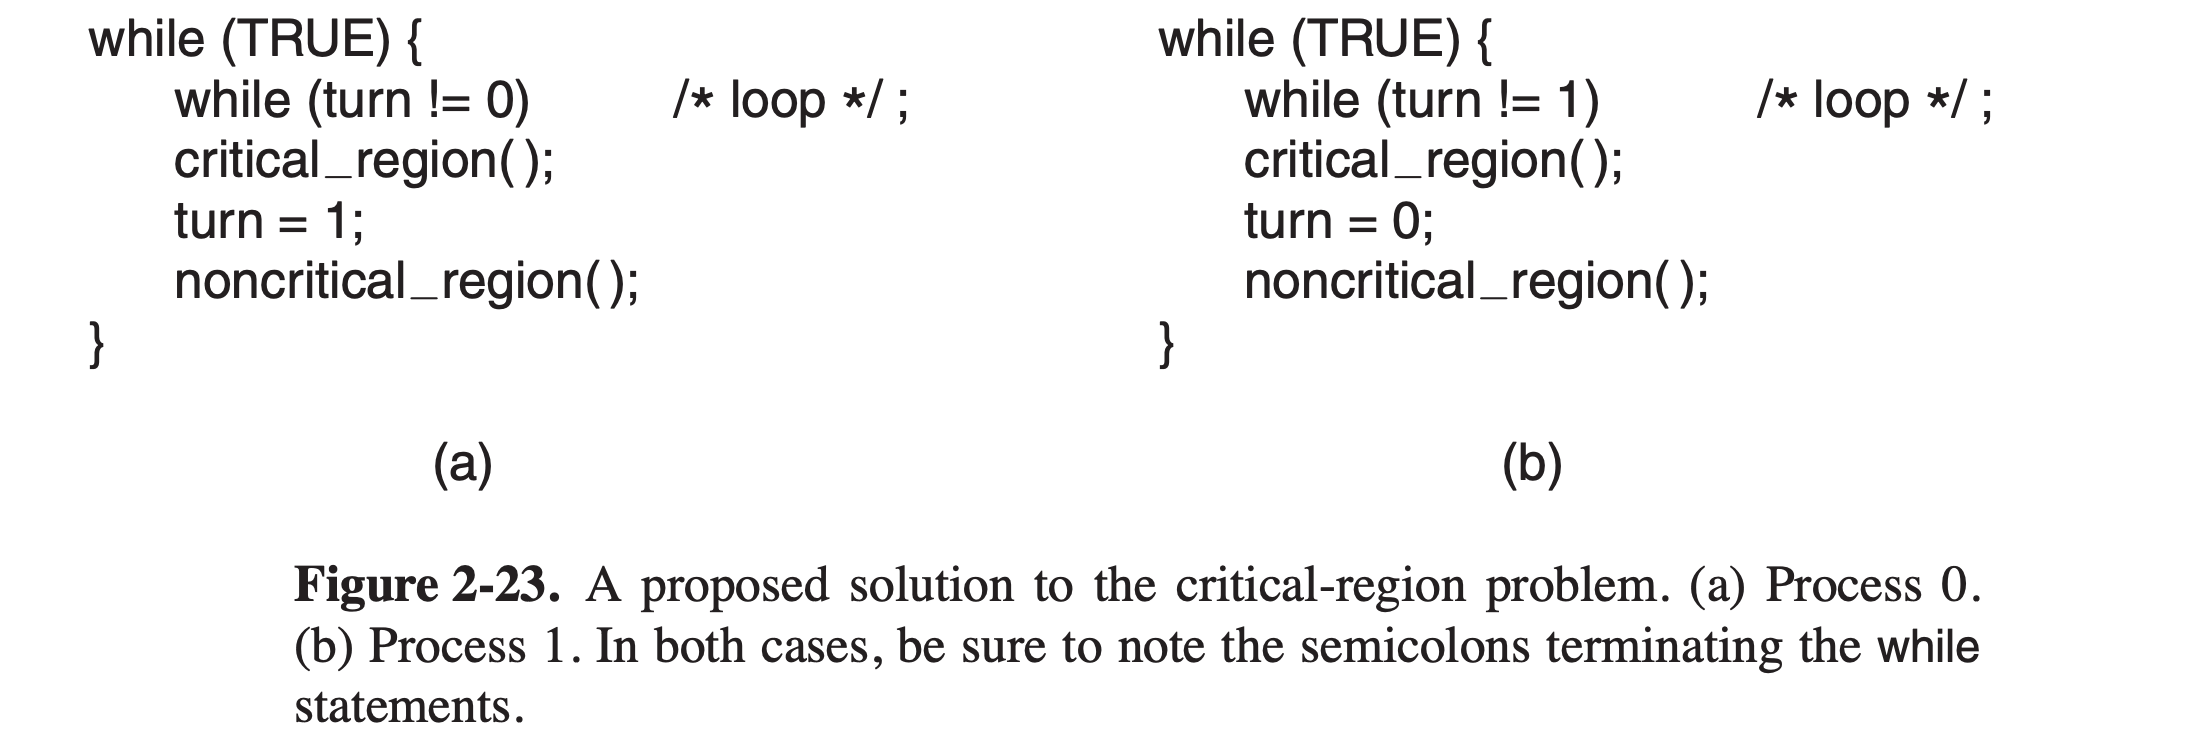 while (TRUE) {
while (turn != 0) /* loop */ ;
critical_region( );
turn = 1;
noncritical_region( );
}
(a)
while (TRUE) {
while (turn != 1) /* loop */ ;
critical_region( );
turn = 0;
noncritical_region( );
}
(b)
Figure 2-23. A proposed solution to the critical-region problem. (a) Process 0.
(b) Process 1. In both cases, be sure to note the semicolons terminating the while
statements.